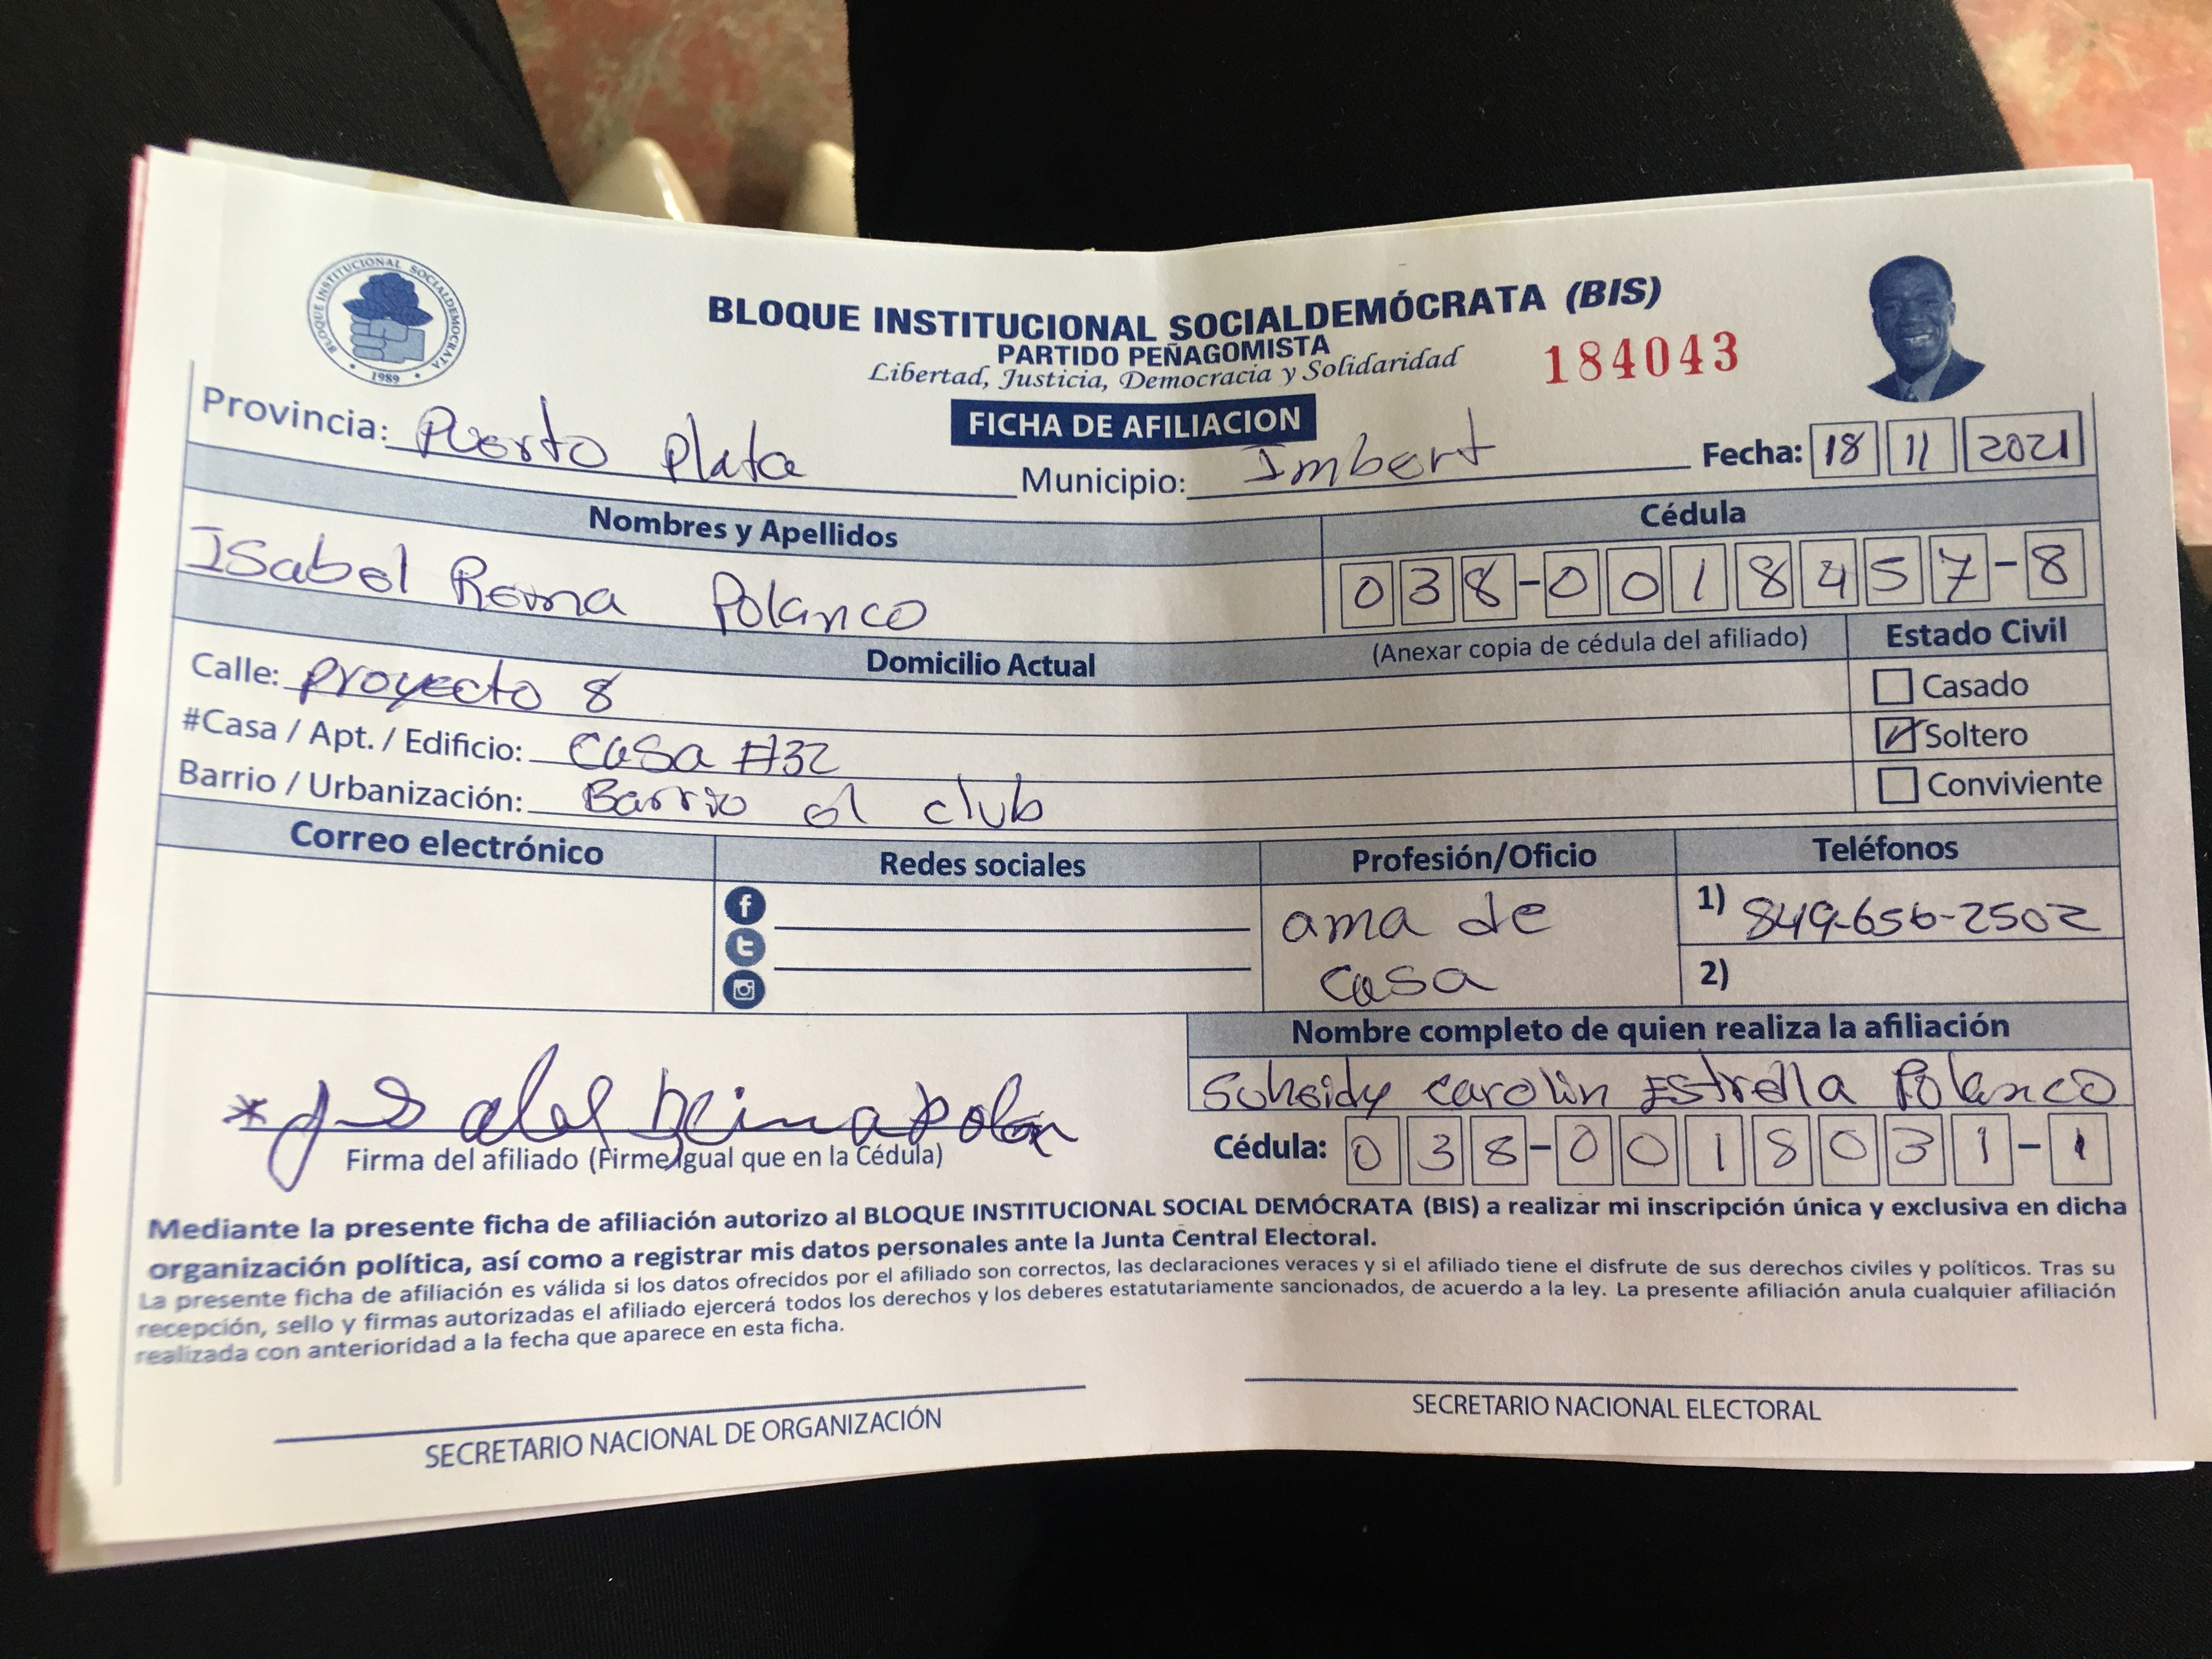 BLOQUE INSTITUCIONAL SOCIALDEMOCRATA
1989
BLOQUE INSTITUCIONAL SOCIALDEMÓCRATA (BIS)
PARTIDO PEÑAGOMISTA
Libertad, Justicia, Democracia y Solidaridad
184043
FICHA DE AFILIACION
Provincia: Puerto Plata Municipio: Imbert Fecha: 18 11 2021
Nombres y Apellidos Cédula
Isabel Polanco 038-0018457-8
Domicilio Actual (Anexar copia de cédula del afiliado) Estado Civil
Calle: proyecto 8 Casado
#Casa / Apt. / Edificio: Casa #32 Soltero
Barrio / Urbanización: Barrio el club Conviviente
Correo electrónico Redes sociales Profesión/Oficio Teléfonos
ama de 1) 849-656-2502
casa 2)
Nombre completo de quien realiza la afiliación
Carolin Estrella Polanco
Firma del afiliado (Firme Igual que en la Cédula) Cédula: 038-0018031-1
Mediante la presente ficha de afiliación autorizo al BLOQUE INSTITUCIONAL SOCIAL DEMÓCRATA (BIS) a realizar mi inscripción única y exclusiva en dicha
organización política, así como a registrar mis datos personales ante la Junta Central Electoral.
La presente ficha de afiliación es válida si los datos ofrecidos por el afiliado son correctos, las declaraciones veraces y si el afiliado tiene el disfrute de sus derechos civiles y políticos. Tras su
recepción, sello y firmas autorizadas el afiliado ejercerá todos los derechos y los deberes estatutariamente sancionados, de acuerdo a la ley. La presente afiliación anula cualquier afiliación
realizada con anterioridad a la fecha que aparece en esta ficha.
SECRETARIO NACIONAL DE ORGANIZACIÓN SECRETARIO NACIONAL ELECTORAL